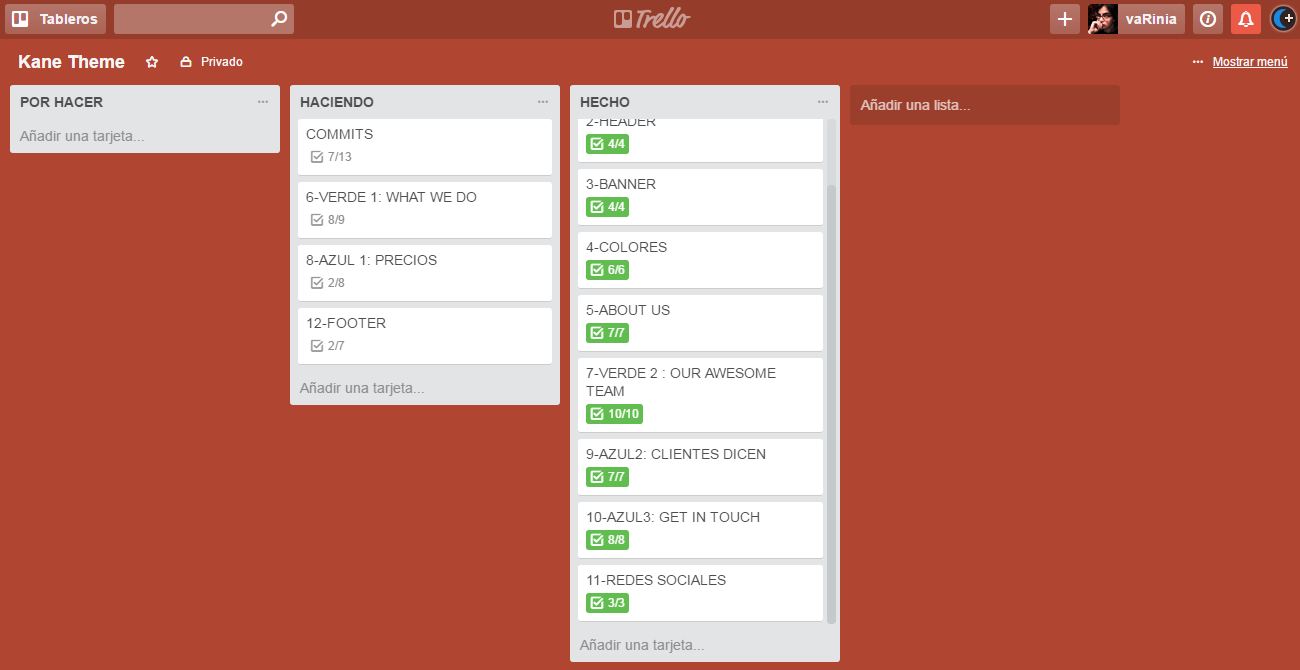 Tableros
Trello
vaRinia
Kane Theme
Privado
Mostrar menú
POR HACER
Añadir una tarjeta...
HACIENDO
COMMITS
7/13
6-VERDE 1: WHAT WE DO
8/9
8-AZUL 1: PRECIOS
2/8
12-FOOTER
2/7
Añadir una tarjeta...
HECHO
2-HEADER
4/4
3-BANNER
4/4
4-COLORES
6/6
5-ABOUT US
7/7
7-VERDE 2 : OUR AWESOME
TEAM
10/10
9-AZUL2: CLIENTES DICEN
7/7
10-AZUL3: GET IN TOUCH
8/8
11-REDES SOCIALES
3/3
Añadir una tarjeta...
Añadir una lista...